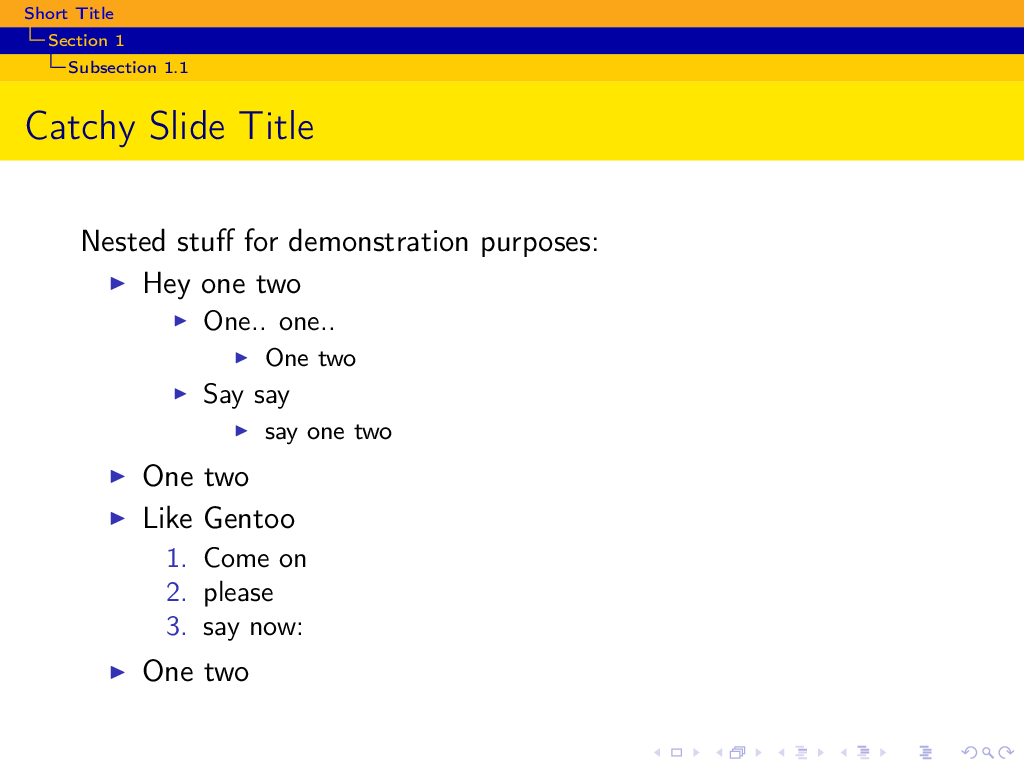 Short Title
Section 1
Subsection 1.1
Catchy Slide Title
Nested stuff for demonstration purposes:
Hey one two
One.. one..
One two
Say say
say one two
One two
Like Gentoo
1. Come on
2. please
3. say now:
One two